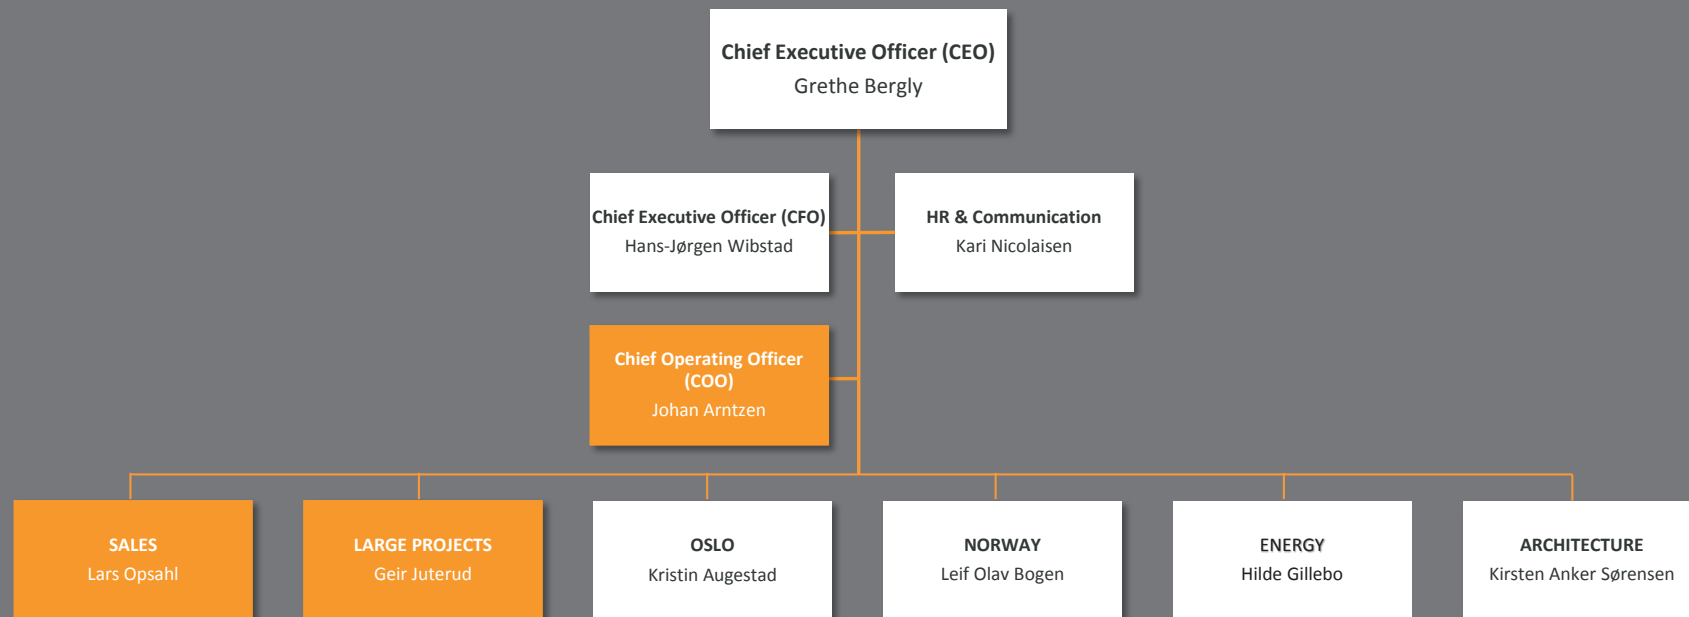 Chief Executive Officer (CEO)
Grethe Bergly
Chief Executive Officer (CFO)
Hans-Jørgen Wibstad
HR & Communication
Kari Nicolaisen
Chief Operating Officer
(COO)
Johan Arntzen
SALES
Lars Opsahl
LARGE PROJECTS
Geir Juterud
OSLO
Kristin Augestad
NORWAY
Leif Olav Bogen
ENERGY
Hilde Gillebo
ARCHITECTURE
Kirsten Anker Sørensen